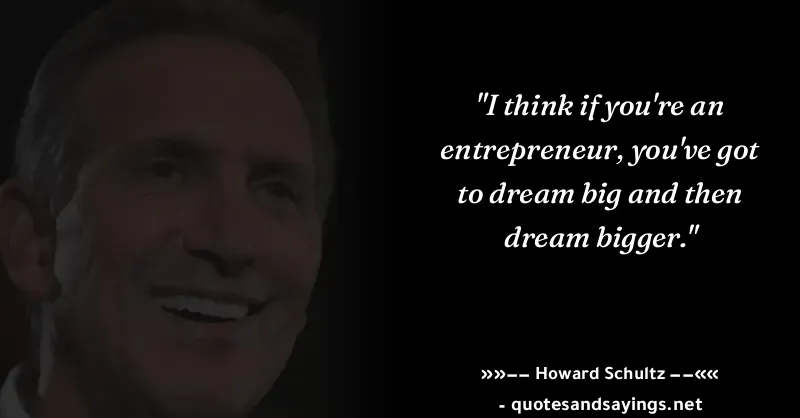 "I think if you're an
entrepreneur, you've got
to dream big and then
dream bigger."
»»−− Howard Schultz −−««
- quotesandsayings.net